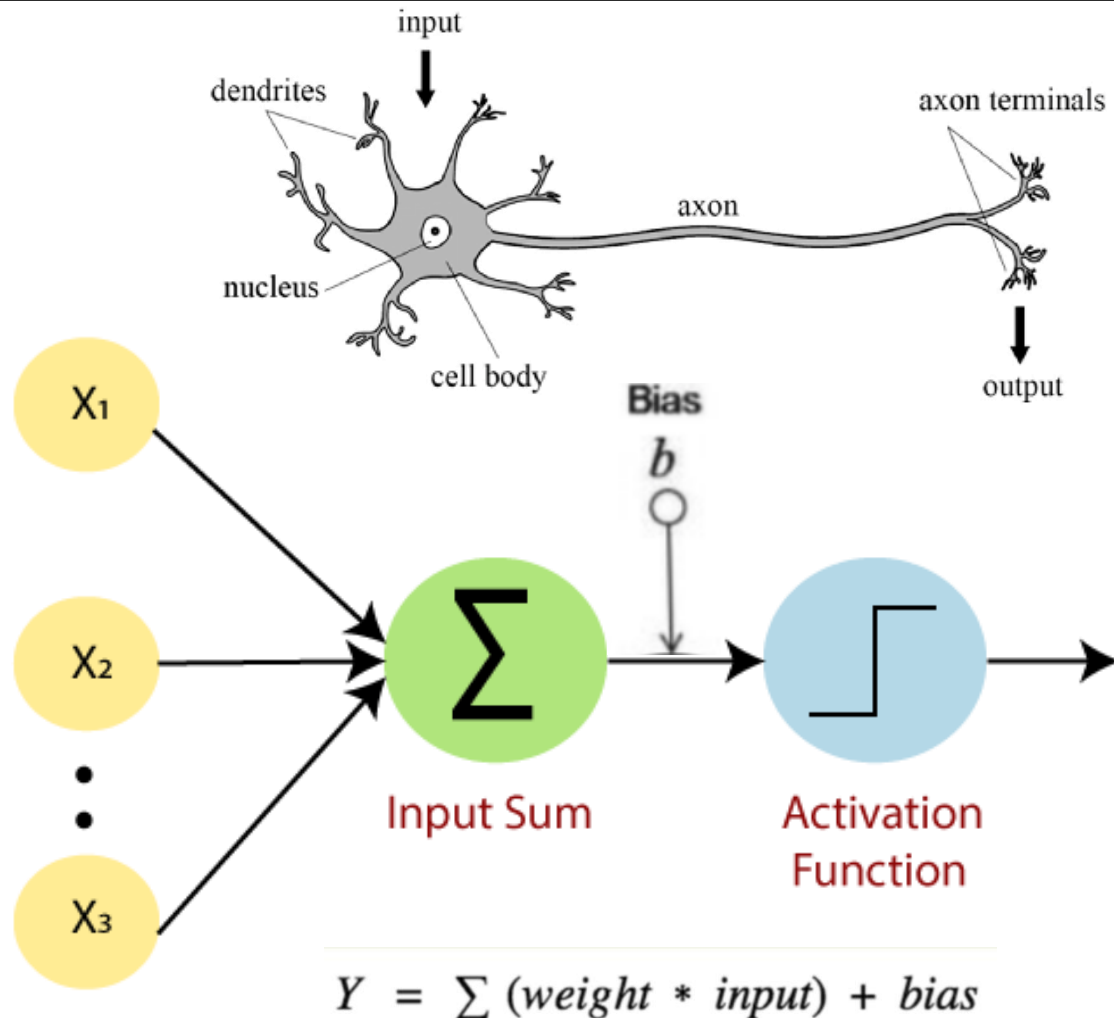 input
dendrites
axon terminals
axon
nucleus
cell body
output
X₁
Bias
b
X₂
Σ
Input Sum
Activation
Function
X₃
Y = ∑ (weight * input) + bias